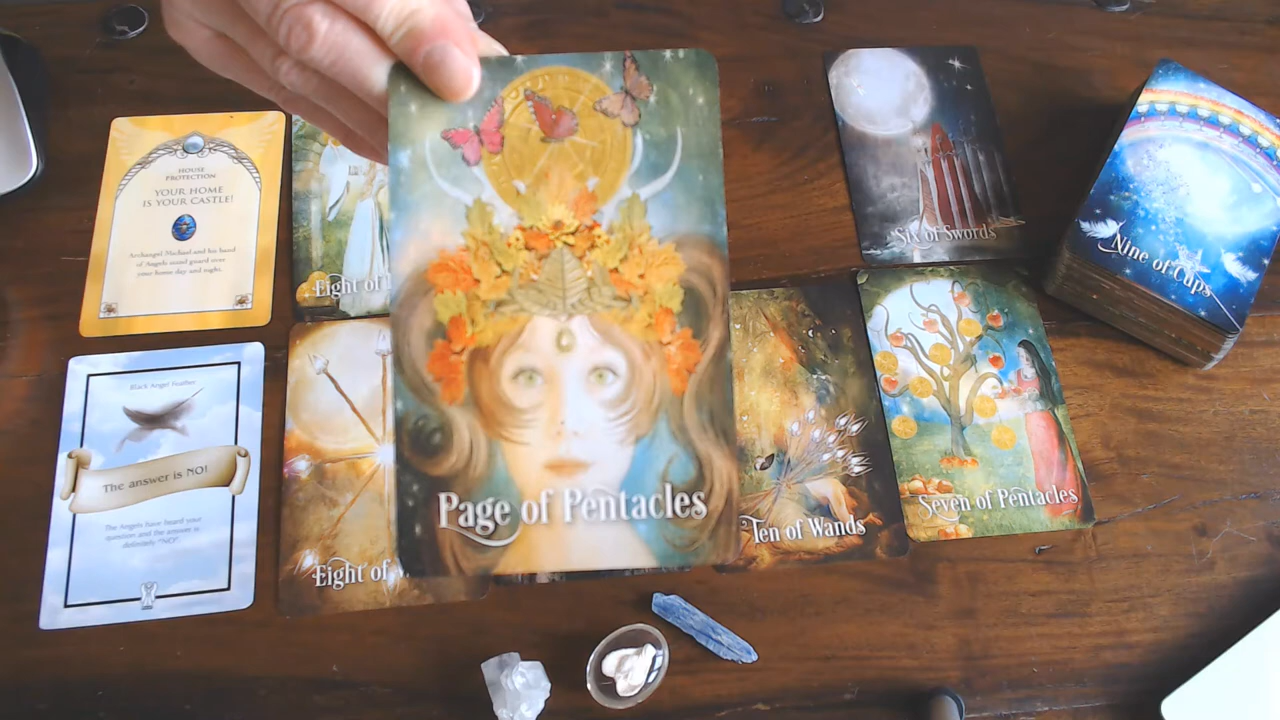 HOUSE
PROTECTION
YOUR HOME
IS YOUR CASTLE!
Archangel Michael and his band
of Angels stand guard over
your home day and night.
Black Angel Feather
The answer is NO!
The Angels have heard your
question and the answer is
definitely "NO".
Eight of
Eight of
Page of Pentacles
Ten of Wands
Six of Swords
Seven of Pentacles
Nine of Cups